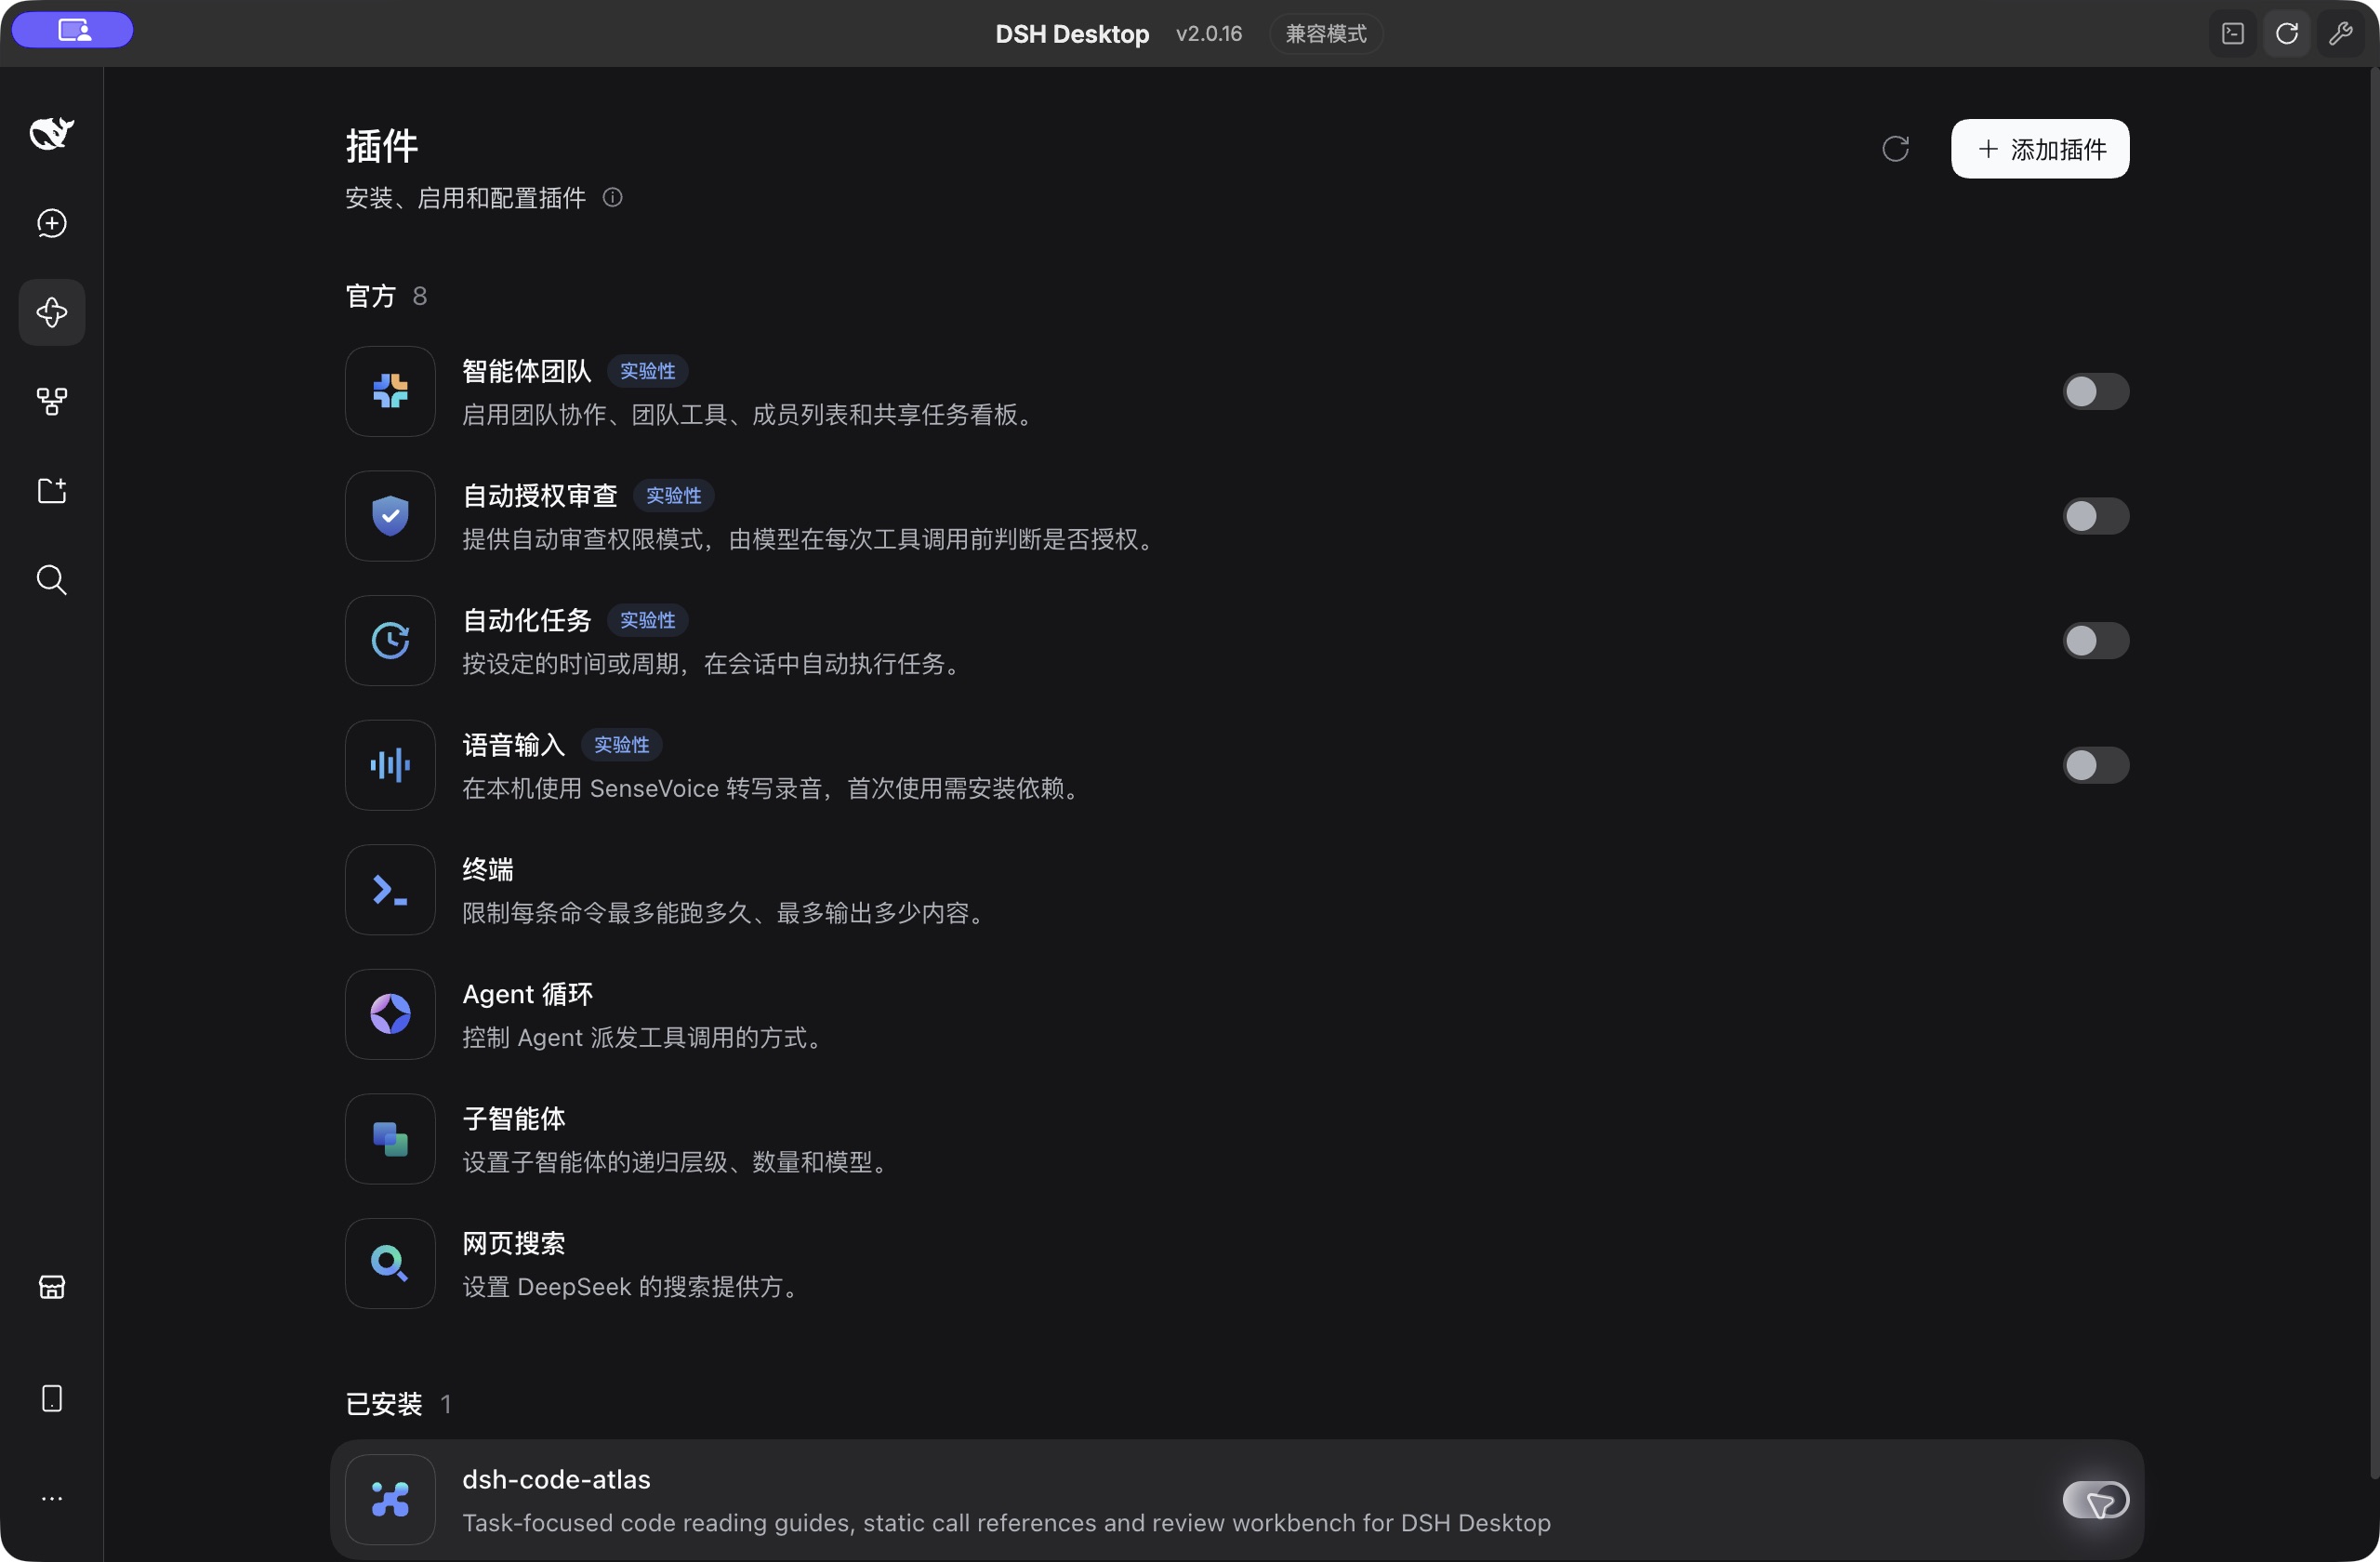 DSH Desktop v2.0.16 兼容模式
插件
添加插件
安装、启用和配置插件
官方 8
智能体团队 实验性
启用团队协作、团队工具、成员列表和共享任务看板。
自动授权审查 实验性
提供自动审查权限模式，由模型在每次工具调用前判断是否授权。
自动化任务 实验性
按设定的时间或周期，在会话中自动执行任务。
语音输入 实验性
在本机使用 SenseVoice 转写录音，首次使用需安装依赖。
终端
限制每条命令最多能跑多久、最多输出多少内容。
Agent 循环
控制 Agent 派发工具调用的方式。
子智能体
设置子智能体的递归层级、数量和模型。
网页搜索
设置 DeepSeek 的搜索提供方。
已安装 1
dsh-code-atlas
Task-focused code reading guides, static call references and review workbench for DSH Desktop